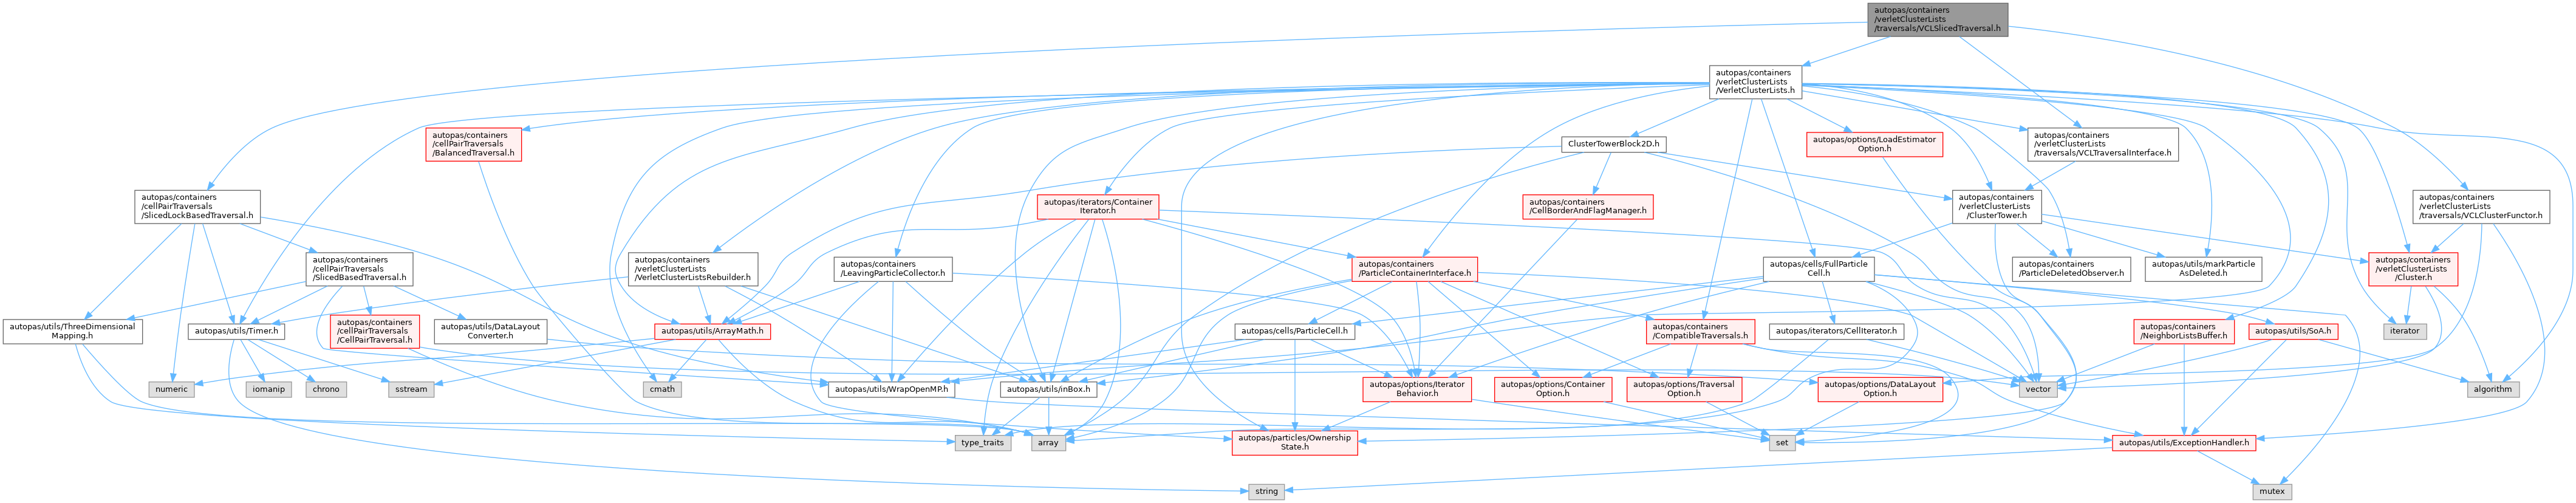 autopas/containers
/verletClusterLists
/traversals/VCLSlicedTraversal.h
autopas/containers
/verletClusterLists
/VerletClusterLists.h
autopas/containers
/cellPairTraversals
/BalancedTraversal.h
ClusterTowerBlock2D.h
autopas/options/LoadEstimator
Option.h
autopas/containers
/verletClusterLists
/traversals/VCLTraversalInterface.h
autopas/containers
/cellPairTraversals
/SlicedLockBasedTraversal.h
autopas/iterators/Container
Iterator.h
autopas/containers
/CellBorderAndFlagManager.h
autopas/containers
/verletClusterLists
/ClusterTower.h
autopas/containers
/verletClusterLists
/traversals/VCLClusterFunctor.h
autopas/containers
/cellPairTraversals
/SlicedBasedTraversal.h
autopas/containers
/verletClusterLists
/VerletClusterListsRebuilder.h
autopas/containers
/LeavingParticleCollector.h
autopas/containers
/ParticleContainerInterface.h
autopas/cells/FullParticle
Cell.h
autopas/containers
/ParticleDeletedObserver.h
autopas/utils/markParticle
AsDeleted.h
autopas/containers
/verletClusterLists
/Cluster.h
autopas/utils/ThreeDimensional
Mapping.h
autopas/utils/Timer.h
autopas/containers
/cellPairTraversals
/CellPairTraversal.h
autopas/utils/DataLayout
Converter.h
autopas/utils/ArrayMath.h
autopas/cells/ParticleCell.h
autopas/containers
/CompatibleTraversals.h
autopas/iterators/CellIterator.h
autopas/containers
/NeighborListsBuffer.h
autopas/utils/SoA.h
iterator
numeric
iomanip
chrono
sstream
cmath
autopas/utils/WrapOpenMP.h
autopas/utils/inBox.h
autopas/options/Iterator
Behavior.h
autopas/options/Container
Option.h
autopas/options/Traversal
Option.h
autopas/options/DataLayout
Option.h
vector
algorithm
type_traits
array
autopas/particles/Ownership
State.h
set
autopas/utils/ExceptionHandler.h
string
mutex